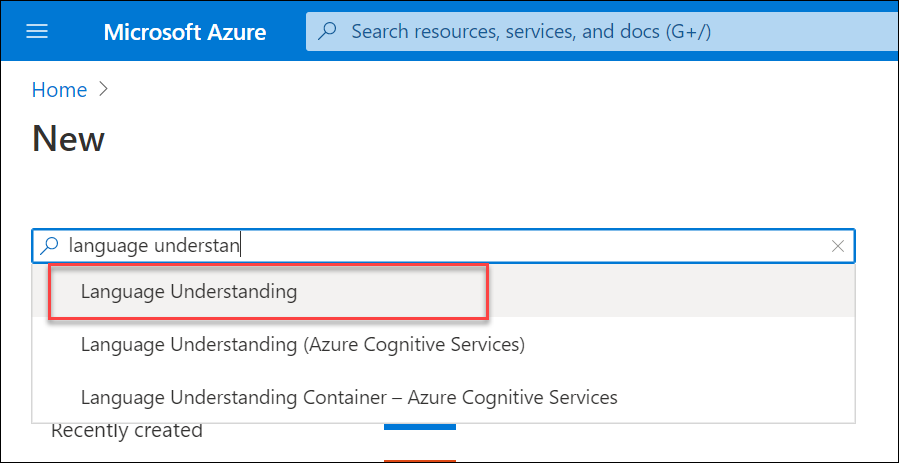 Microsoft Azure
Search resources, services, and docs (G+/)
Home
New
language understan
Language Understanding
Language Understanding (Azure Cognitive Services)
Language Understanding Container – Azure Cognitive Services
Recently created